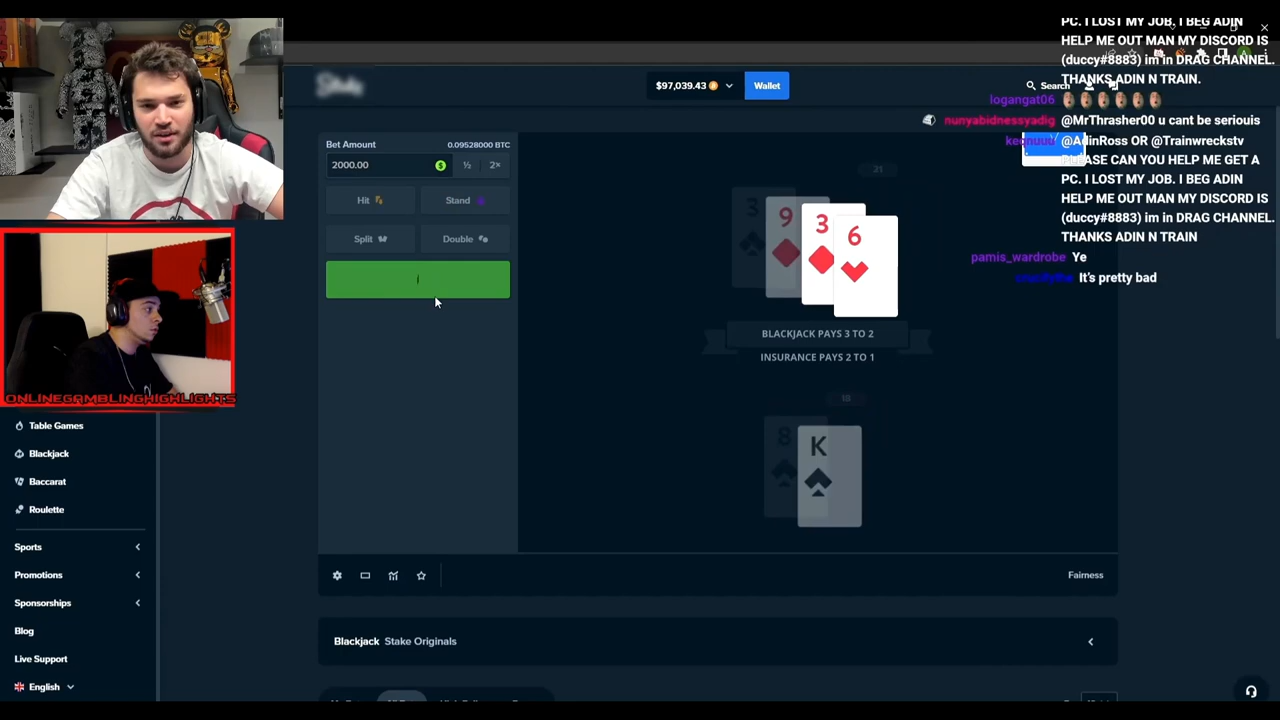 PC. I LOST MY JOB. I BEG ADIN
HELP ME OUT MAN MY DISCORD IS
(duccy#8883) im in DRAG CHANNEL.
THANKS ADIN N TRAIN.
logangat06
nunyabidnessyadig @MrThrasher00 u cant be serious
@AdinRoss OR @Trainwreckstv
PLEASE CAN YOU HELP ME GET A
PC. I LOST MY JOB. I BEG ADIN
HELP ME OUT MAN MY DISCORD IS
(duccy#8883) im in DRAG CHANNEL.
THANKS ADIN N TRAIN
pamis_wardrobe Ye
It's pretty bad
$97,039.43
Wallet
Search
Bet Amount
0.09528000 BTC
2000.00
½
2×
Hit
Stand
Split
Double
21
3
9
3
6
BLACKJACK PAYS 3 TO 2
INSURANCE PAYS 2 TO 1
18
8
K
ONLINEGAMBLINGHIGHLIGHTS
Table Games
Blackjack
Baccarat
Roulette
Sports
Promotions
Sponsorships
Blog
Live Support
English
Fairness
Blackjack Stake Originals